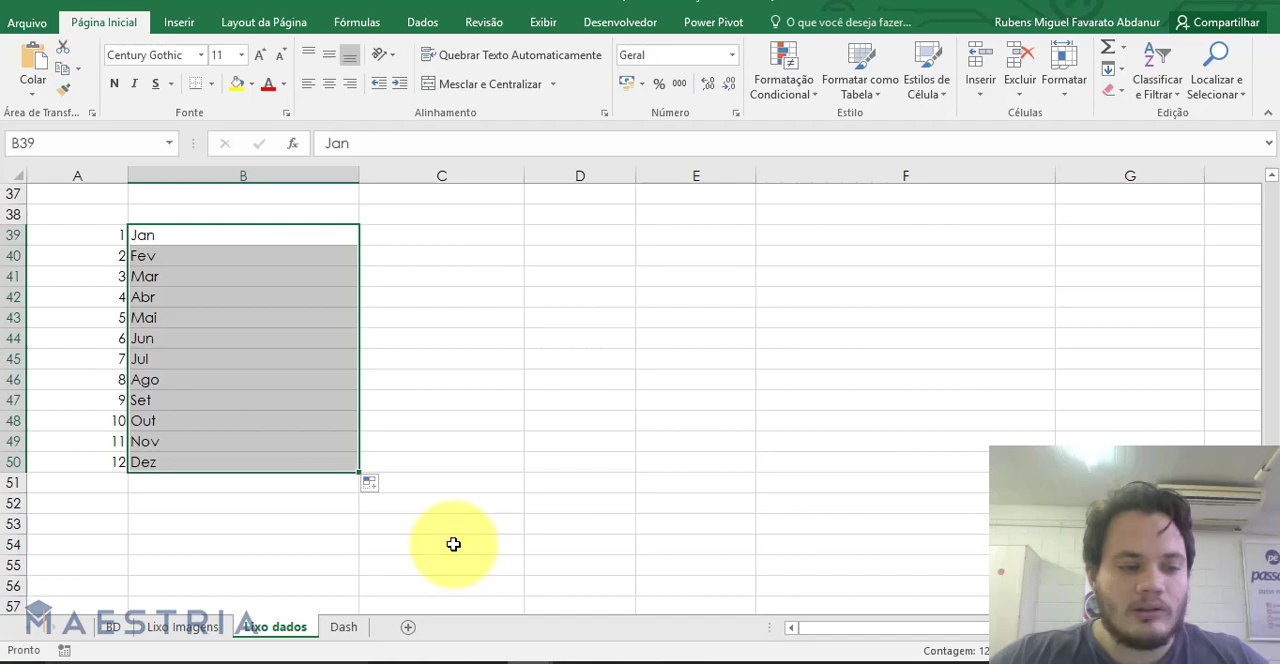 Arquivo Página Inicial Inserir Layout da Página Fórmulas Dados Revisão Exibir Desenvolvedor Power Pivot O que você deseja fazer... Rubens Miguel Favarato Abdanur Compartilhar
Century Gothic 11 Quebrar Texto Automaticamente Geral
Colar N I S Mesclar e Centralizar % 000 Formatação Condicional Formatar como Tabela Estilos de Célula Inserir Excluir Formatar Classificar e Filtrar Localizar e Selecionar
Área de Transf... Fonte Alinhamento Número Estilo Células Edição
B39 fx Jan
A B C D E F G
37
38
39 1 Jan
40 2 Fev
41 3 Mar
42 4 Abr
43 5 Mai
44 6 Jun
45 7 Jul
46 8 Ago
47 9 Set
48 10 Out
49 11 Nov
50 12 Dez
51
52
53
54
55
56
57
MAESTRIA
BD Lixo Imagens Lixo dados Dash
Pronto Contagem: 12